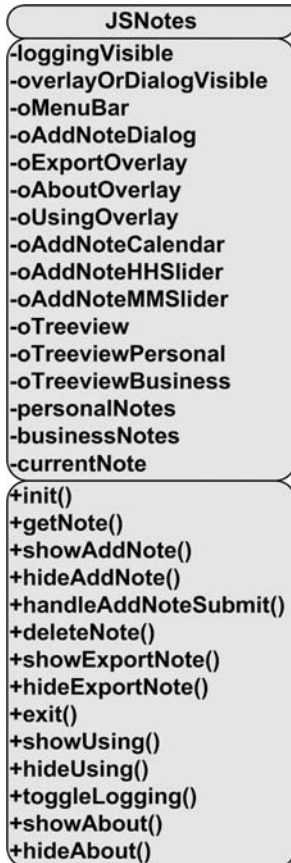 JSNotes
-loggingVisible
-overlayOrDialogVisible
-oMenuBar
-oAddNoteDialog
-oExportOverlay
-oAboutOverlay
-oUsingOverlay
-oAddNoteCalendar
-oAddNoteHHSlider
-oAddNoteMMSlider
-oTreeview
-oTreeviewPersonal
-oTreeviewBusiness
-personalNotes
-businessNotes
-currentNote
+init()
+getNote()
+showAddNote()
+hideAddNote()
+handleAddNoteSubmit()
+deleteNote()
+showExportNote()
+hideExportNote()
+exit()
+showUsing()
+hideUsing()
+toggleLogging()
+showAbout()
+hideAbout()